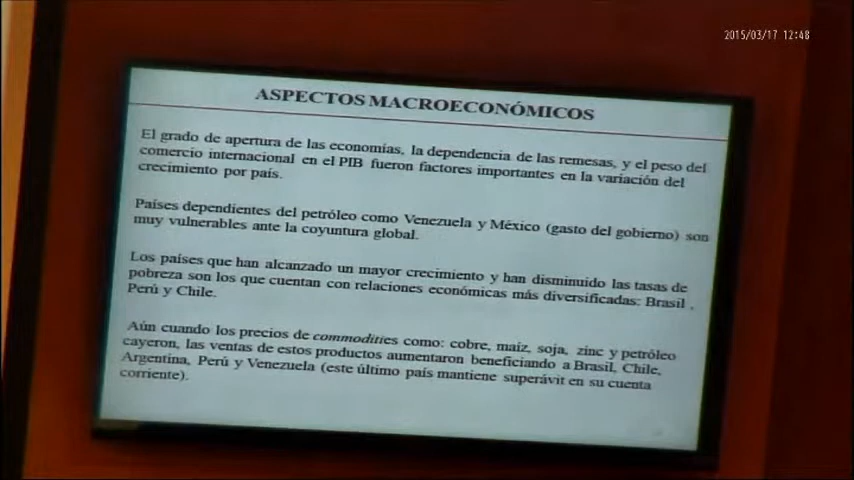 2015/03/17 12:48
ASPECTOS MACROECONÓMICOS
El grado de apertura de las economías, la dependencia de las remesas, y el peso del
comercio internacional en el PIB fueron factores importantes en la variación del
crecimiento por país.
Países dependientes del petróleo como Venezuela y México (gasto del gobierno) son
muy vulnerables ante la coyuntura global.
Los países que han alcanzado un mayor crecimiento y han disminuido las tasas de
pobreza son los que cuentan con relaciones económicas más diversificadas: Brasil ,
Perú y Chile.
Aún cuando los precios de commodities como: cobre, maíz, soja, zinc y petróleo
cayeron, las ventas de estos productos aumentaron beneficiando a Brasil, Chile,
Argentina, Perú y Venezuela (este último país mantiene superávit en su cuenta
corriente).